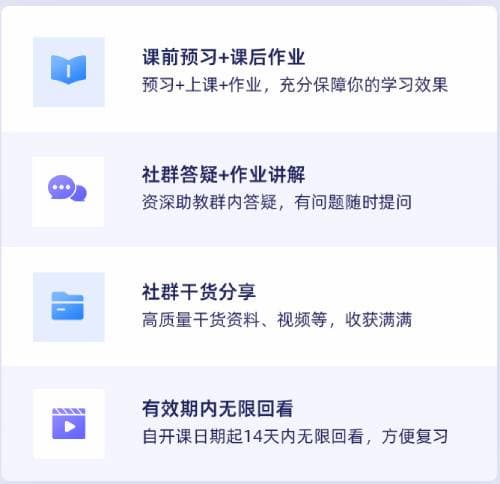 课前预习+课后作业
预习+上课+作业，充分保障你的学习效果
社群答疑+作业讲解
资深助教群内答疑，有问题随时提问
社群干货分享
高质量干货资料、视频等，收获满满
有效期内无限回看
自开课日期起14天内无限回看，方便复习